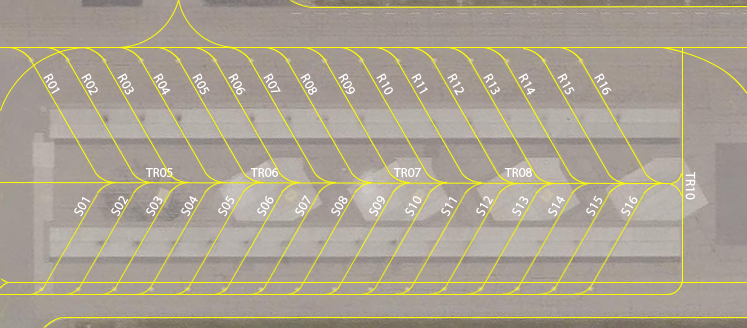 R01 R02 R03 R04 R05 R06 R07 R08 R09 R10 R11 R12 R13 R14 R15 R16
TR05 TR06 TR07 TR08 TR10
S01 S02 S03 S04 S05 S06 S07 S08 S09 S10 S11 S12 S13 S14 S15 S16